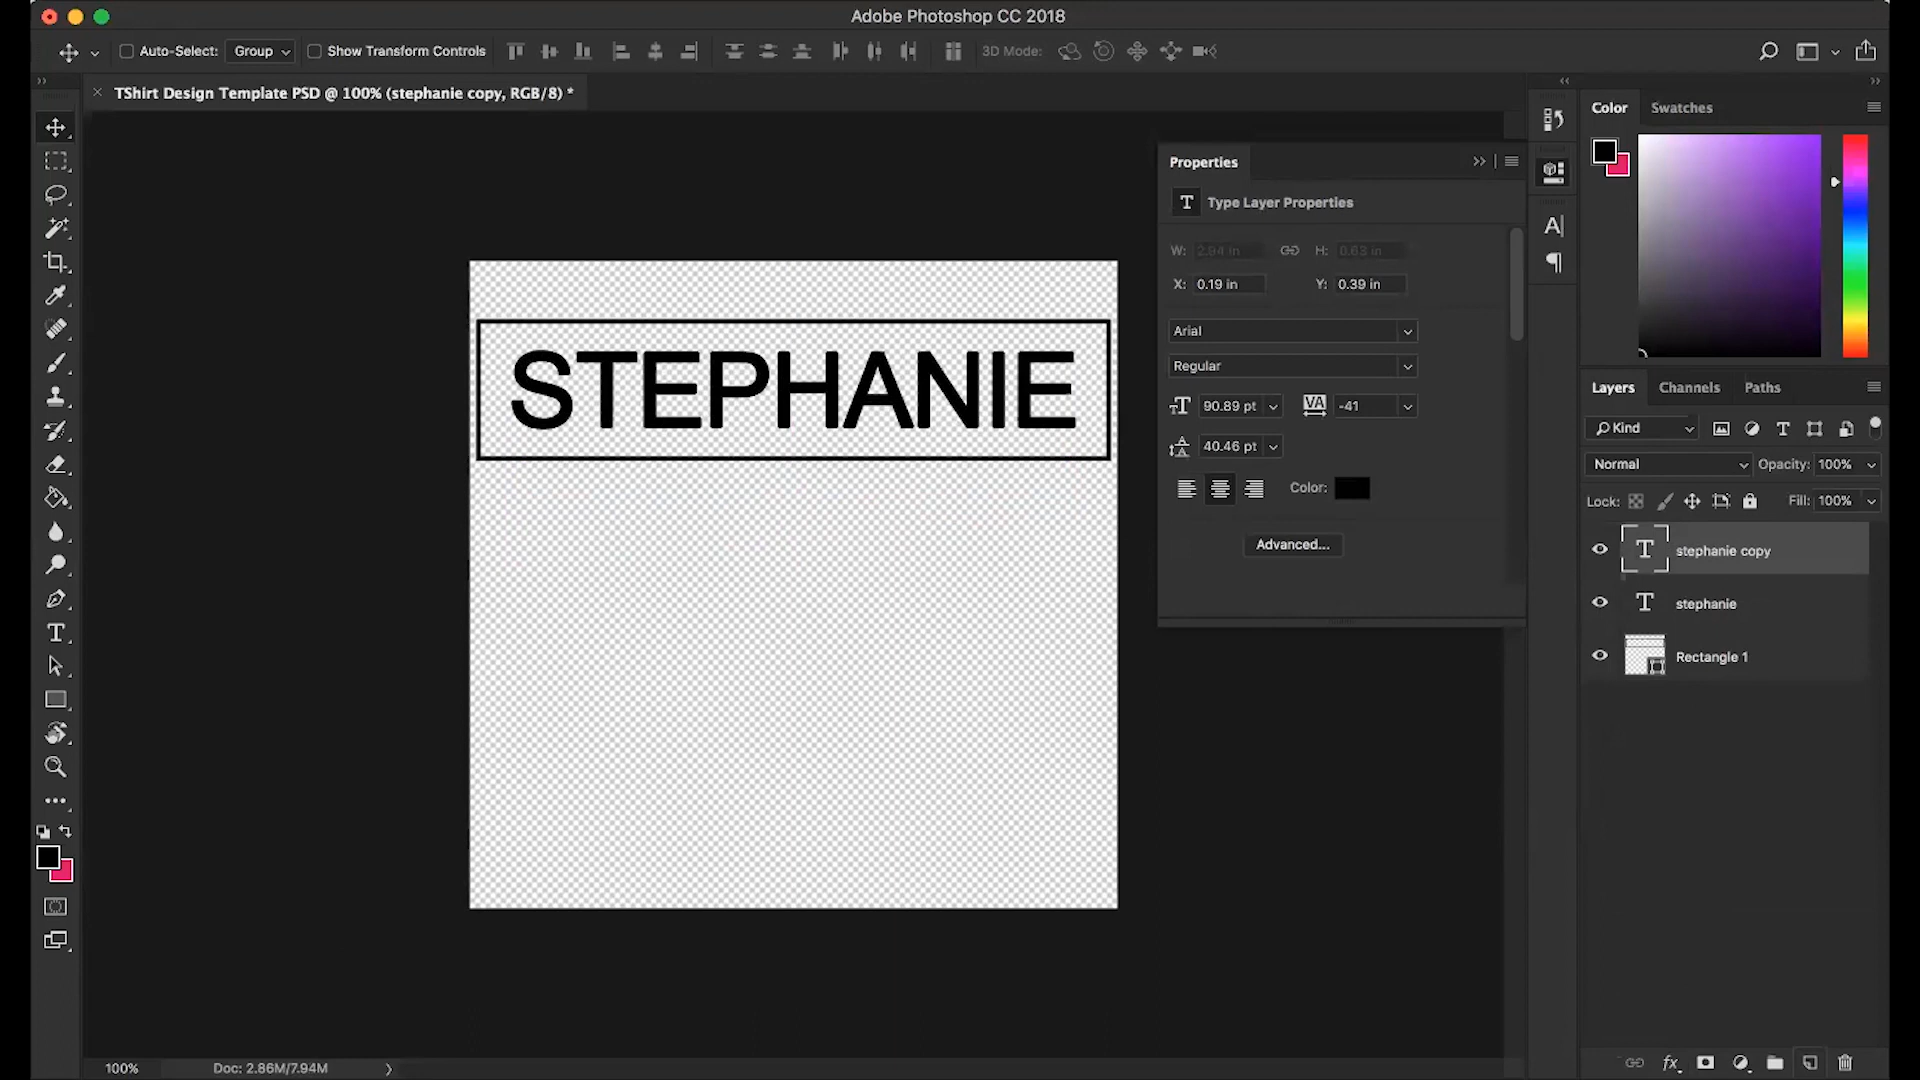 Adobe Photoshop CC 2018
Auto-Select: Group Show Transform Controls 3D Mode:
TShirt Design Template PSD @ 100% (stephanie copy, RGB/8) *
Color Swatches
Properties
Type Layer Properties
W: 2.94 in H: 0.63 in
X: 0.19 in Y: 0.39 in
Arial
Regular
90.89 pt -41
40.46 pt
Color:
Advanced...
STEPHANIE
Layers Channels Paths
Kind
Normal Opacity: 100%
Lock: Fill: 100%
stephanie copy
stephanie
Rectangle 1
100% Doc: 2.86M/7.94M